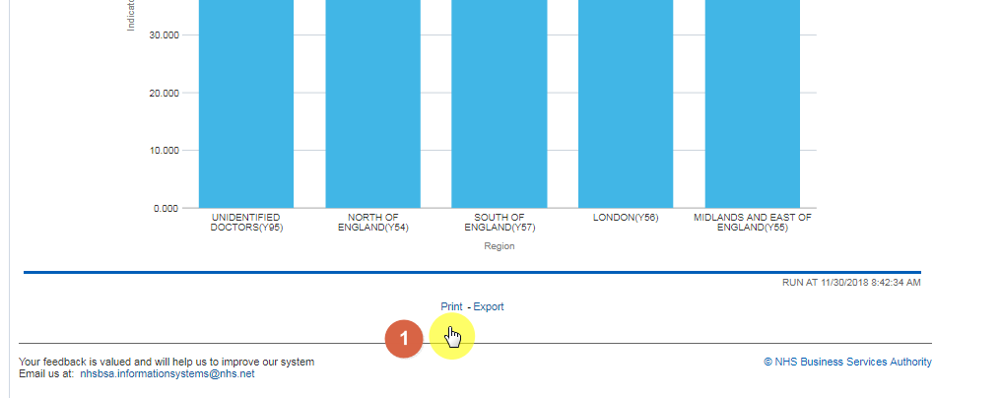 Indicato
30.000
20.000
10.000
0.000
UNIDENTIFIED DOCTORS(Y95)
NORTH OF ENGLAND(Y54)
SOUTH OF ENGLAND(Y57)
LONDON(Y56)
MIDLANDS AND EAST OF ENGLAND(Y55)
Region
RUN AT 11/30/2018 8:42:34 AM
Print - Export
1
Your feedback is valued and will help us to improve our system
© NHS Business Services Authority
Email us at: nhsbsa.informationsystems@nhs.net